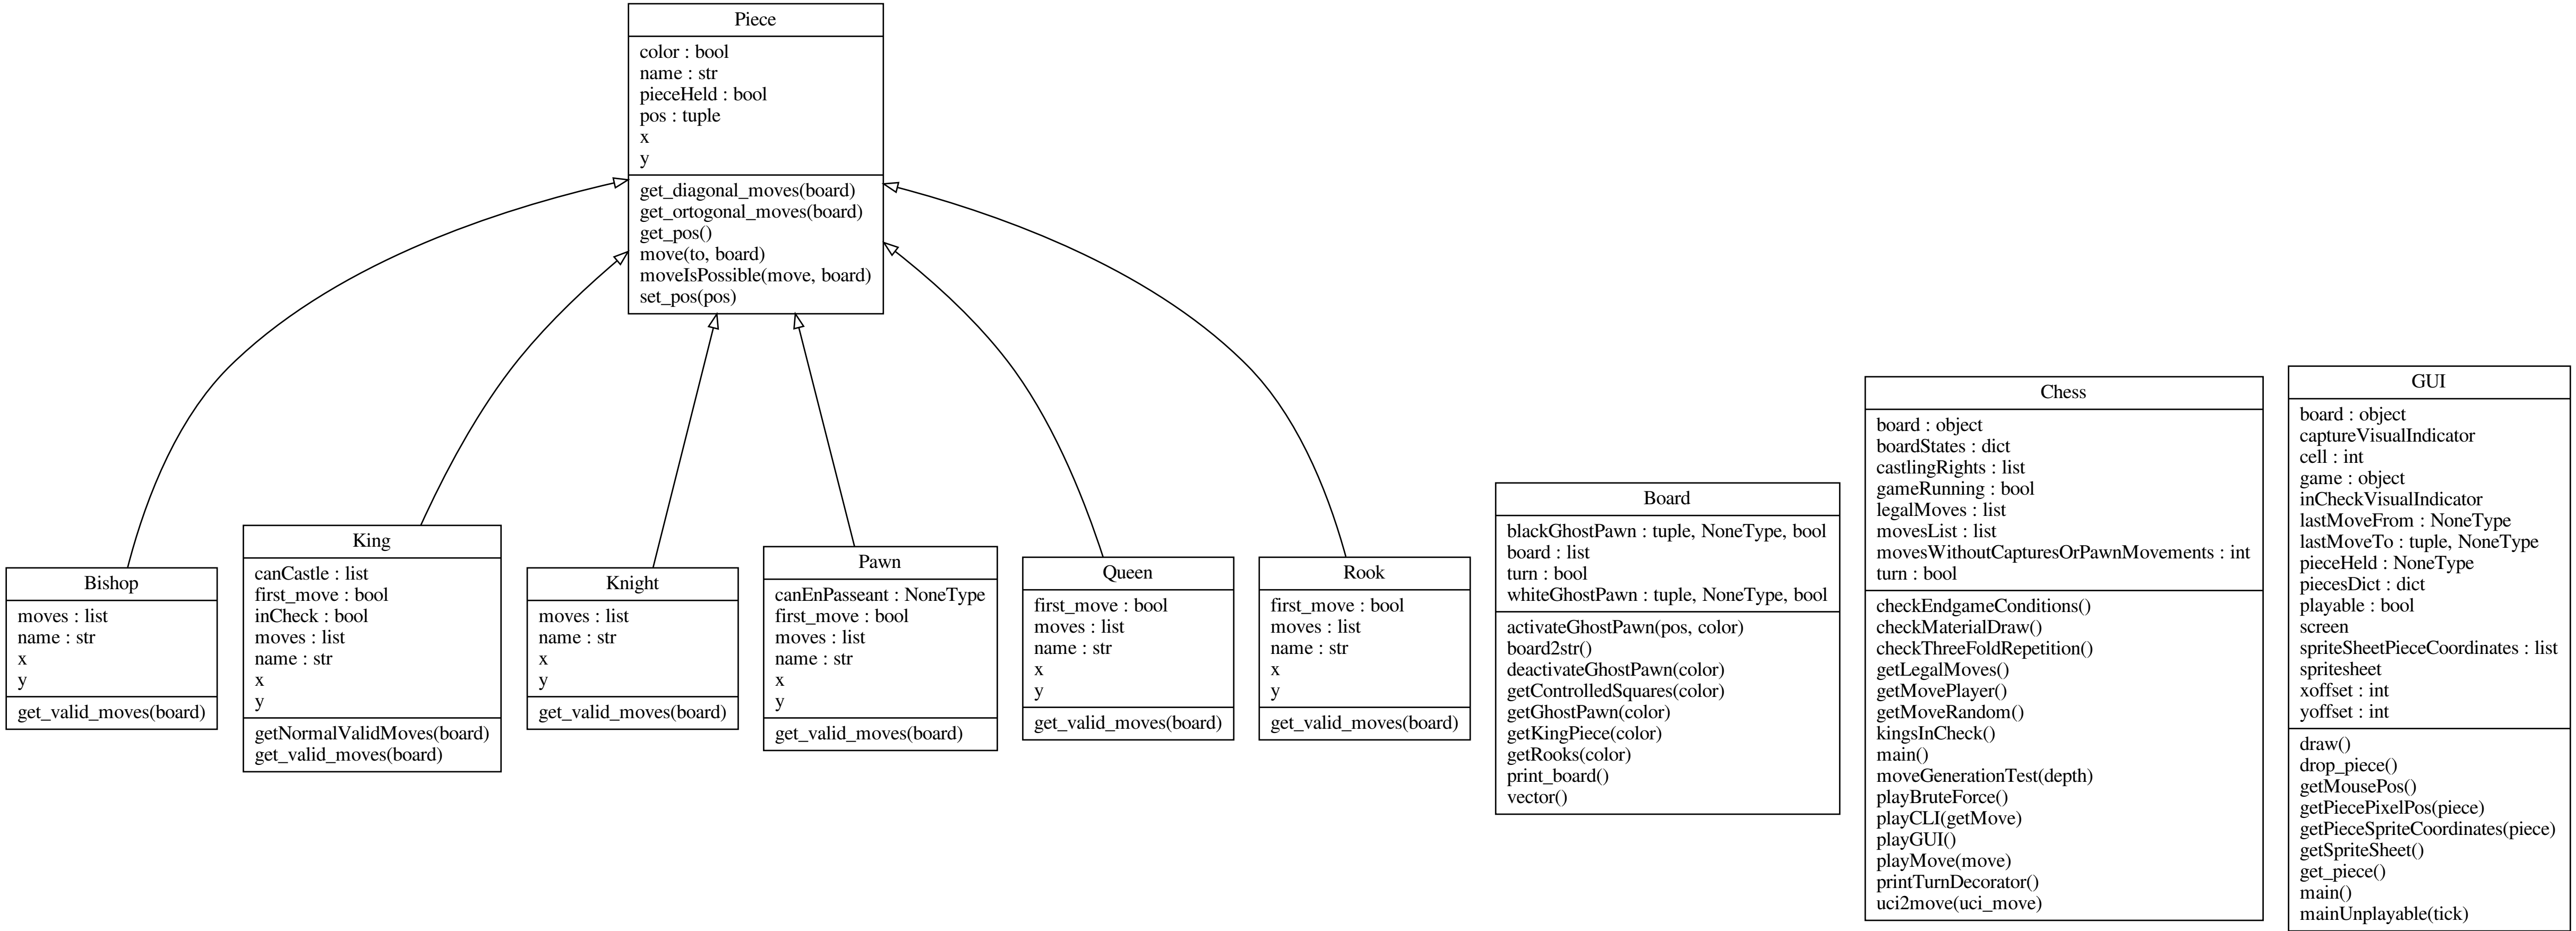 Piece
color : bool
name : str
pieceHeld : bool
pos : tuple
x
y
get_diagonal_moves(board)
get_ortogonal_moves(board)
get_pos()
move(to, board)
moveIsPossible(move, board)
set_pos(pos)
Bishop
moves : list
name : str
x
y
get_valid_moves(board)
King
canCastle : list
first_move : bool
inCheck : bool
moves : list
name : str
x
y
getNormalValidMoves(board)
get_valid_moves(board)
Knight
moves : list
name : str
x
y
get_valid_moves(board)
Pawn
canEnPasseant : NoneType
first_move : bool
moves : list
name : str
x
y
get_valid_moves(board)
Queen
first_move : bool
moves : list
name : str
x
y
get_valid_moves(board)
Rook
first_move : bool
moves : list
name : str
x
y
get_valid_moves(board)
Board
blackGhostPawn : tuple, NoneType, bool
board : list
turn : bool
whiteGhostPawn : tuple, NoneType, bool
activateGhostPawn(pos, color)
board2str()
deactivateGhostPawn(color)
getControlledSquares(color)
getGhostPawn(color)
getKingPiece(color)
getRooks(color)
print_board()
vector()
Chess
board : object
boardStates : dict
castlingRights : list
gameRunning : bool
legalMoves : list
movesList : list
movesWithoutCapturesOrPawnMovements : int
turn : bool
checkEndgameConditions()
checkMaterialDraw()
checkThreeFoldRepetition()
getLegalMoves()
getMovePlayer()
getMoveRandom()
kingsInCheck()
main()
moveGenerationTest(depth)
playBruteForce()
playCLI(getMove)
playGUI()
playMove(move)
printTurnDecorator()
uci2move(uci_move)
GUI
board : object
captureVisualIndicator
cell : int
game : object
inCheckVisualIndicator
lastMoveFrom : NoneType
lastMoveTo : tuple, NoneType
pieceHeld : NoneType
piecesDict : dict
playable : bool
screen
spriteSheetPieceCoordinates : list
spritesheet
xoffset : int
yoffset : int
draw()
drop_piece()
getMousePos()
getPiecePixelPos(piece)
getPieceSpriteCoordinates(piece)
getSpriteSheet()
get_piece()
main()
mainUnplayable(tick)